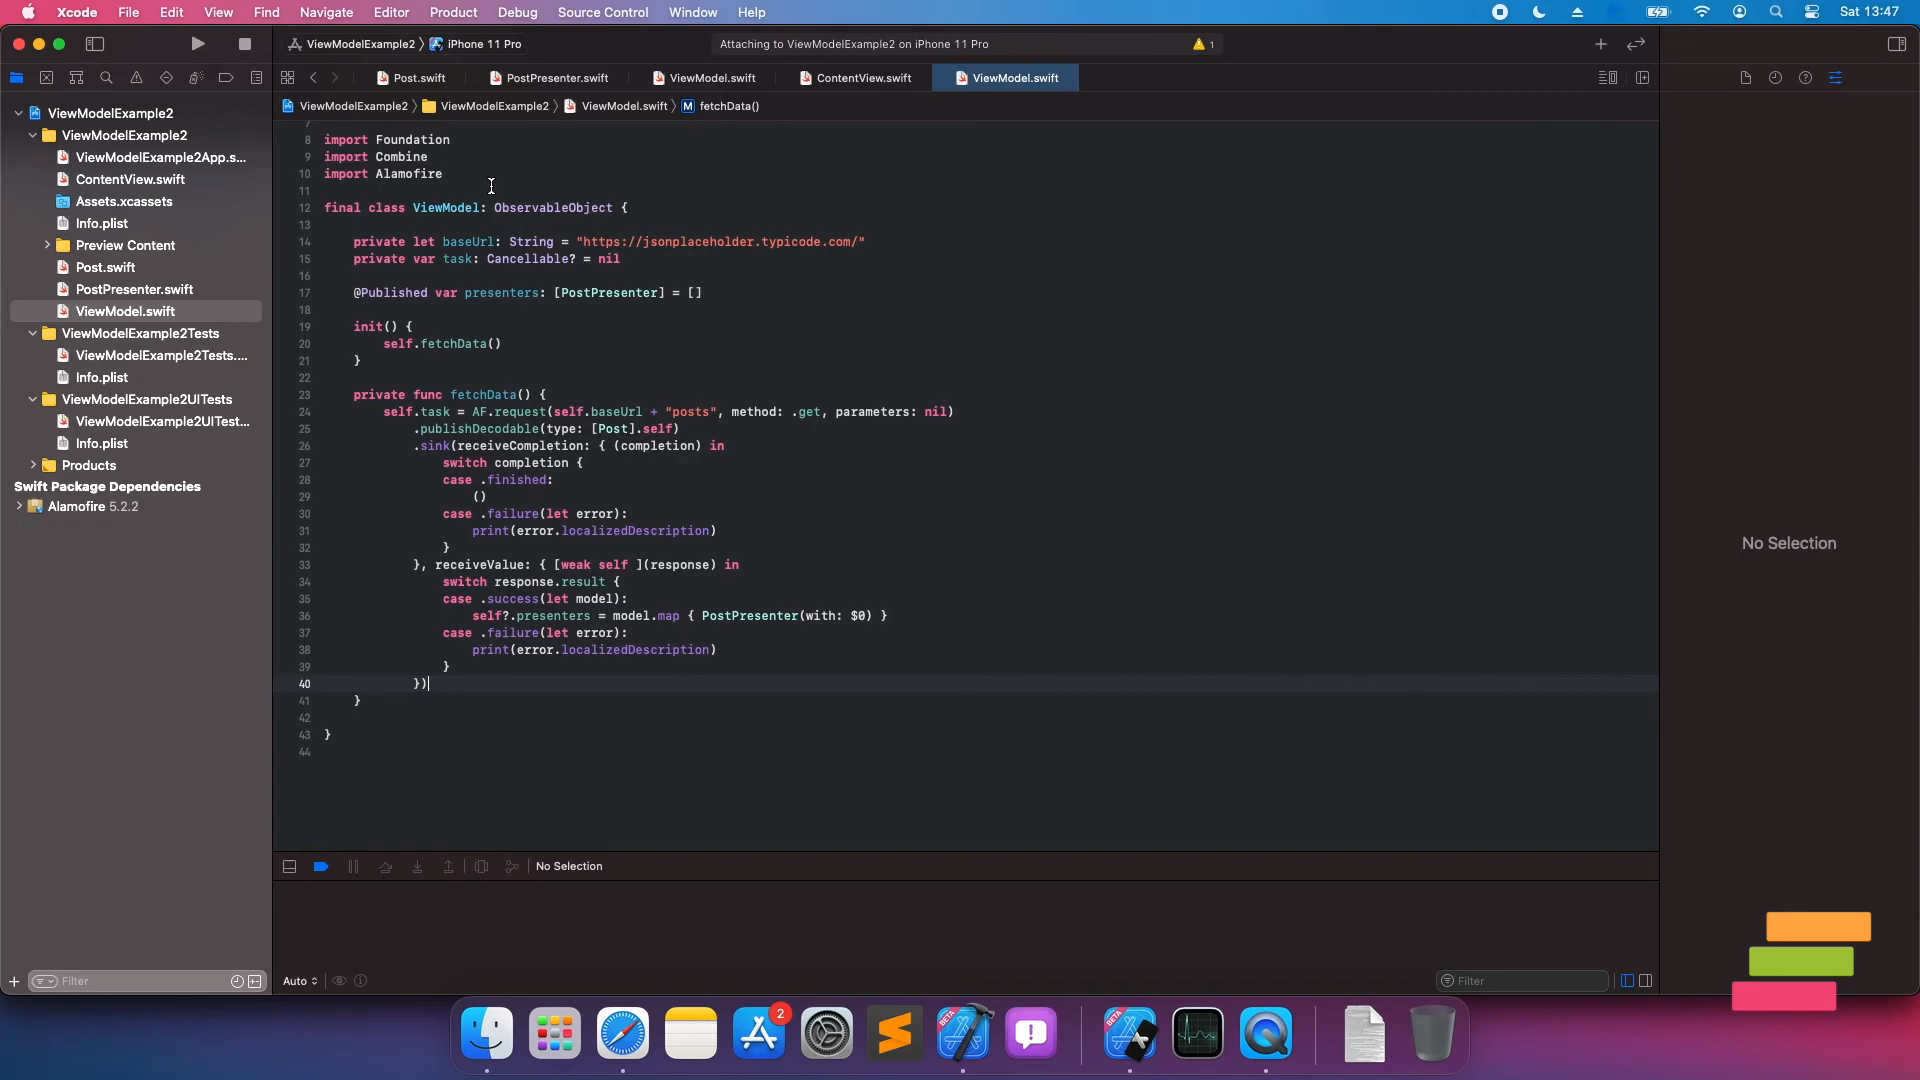 Xcode File Edit View Find Navigate Editor Product Debug Source Control Window Help Sat 13:47
ViewModelExample2 iPhone 11 Pro Attaching to ViewModelExample2 on iPhone 11 Pro 1
Post.swift PostPresenter.swift ViewModel.swift ContentView.swift ViewModel.swift
ViewModelExample2 ViewModelExample2 ViewModel.swift M fetchData()
ViewModelExample2
ViewModelExample2
ViewModelExample2App.s...
ContentView.swift
Assets.xcassets
Info.plist
Preview Content
Post.swift
PostPresenter.swift
ViewModel.swift
ViewModelExample2Tests
ViewModelExample2Tests....
Info.plist
ViewModelExample2UITests
ViewModelExample2UITest...
Info.plist
Products
Swift Package Dependencies
Alamofire 5.2.2
Filter
7
8 import Foundation
9 import Combine
10 import Alamofire
11
12 final class ViewModel: ObservableObject {
13
14 private let baseUrl: String = "https://jsonplaceholder.typicode.com/"
15 private var task: Cancellable? = nil
16
17 @Published var presenters: [PostPresenter] = []
18
19 init() {
20 self.fetchData()
21 }
22
23 private func fetchData() {
24 self.task = AF.request(self.baseUrl + "posts", method: .get, parameters: nil)
25 .publishDecodable(type: [Post].self)
26 .sink(receiveCompletion: { (completion) in
27 switch completion {
28 case .finished:
29 ()
30 case .failure(let error):
31 print(error.localizedDescription)
32 }
33 }, receiveValue: { [weak self ](response) in
34 switch response.result {
35 case .success(let model):
36 self?.presenters = model.map { PostPresenter(with: $0) }
37 case .failure(let error):
38 print(error.localizedDescription)
39 }
40 })
41 }
42
43 }
44
No Selection
No Selection
Auto
Filter
BETA
BETA
2